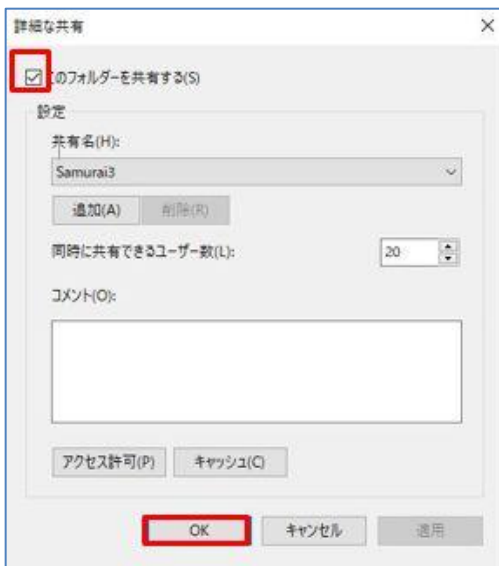 詳細な共有
このフォルダーを共有する(S)
設定
共有名(H):
Samurai3
追加(A) 削除(R)
同時に共有できるユーザー数(L): 20
コメント(O):
アクセス許可(P) キャッシュ(C)
OK キャンセル 適用